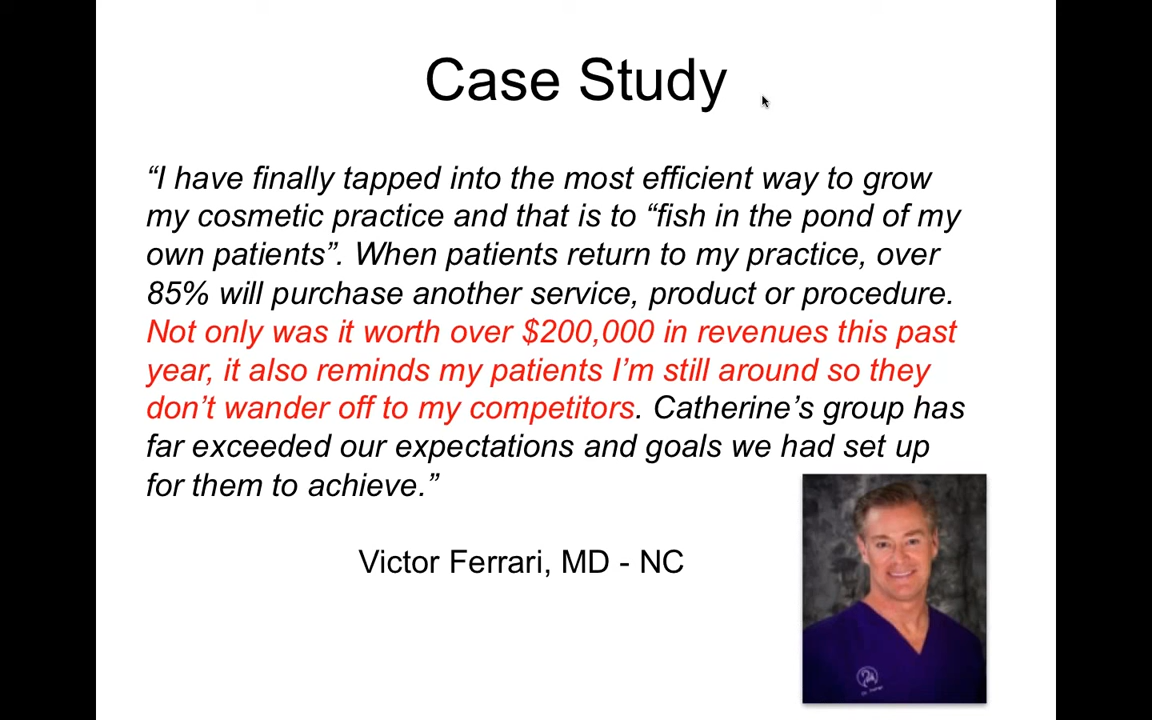 Case Study
“I have finally tapped into the most efficient way to grow
my cosmetic practice and that is to “fish in the pond of my
own patients”. When patients return to my practice, over
85% will purchase another service, product or procedure.
Not only was it worth over $200,000 in revenues this past
year, it also reminds my patients I’m still around so they
don’t wander off to my competitors. Catherine’s group has
far exceeded our expectations and goals we had set up
for them to achieve.”
Victor Ferrari, MD - NC